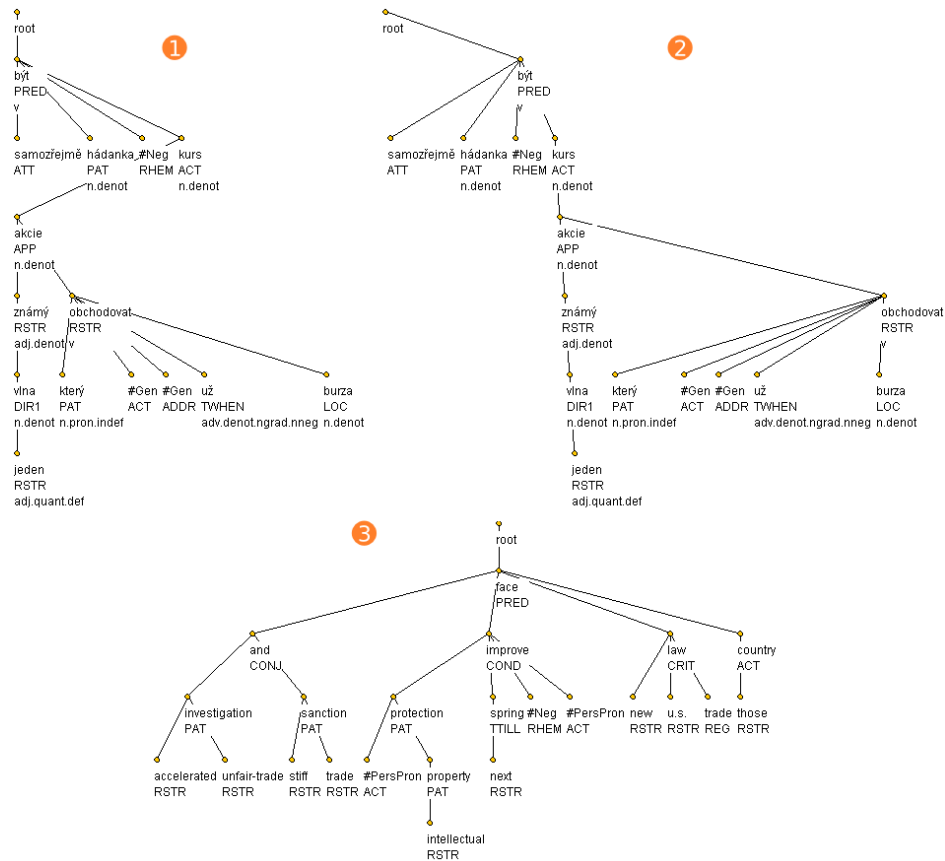 1
root
být
PRED
v
samozřejmě hádanka #Neg kurs
ATT PAT RHEM ACT
n.denot n.denot
akcie
APP
n.denot
známý obchodovat
RSTR RSTR
adj.denot v
vlna který #Gen #Gen už burza
DIR1 PAT ACT ADDR TWHEN LOC
n.denot n.pron.indef adv.denot.ngrad.nneg n.denot
jeden
RSTR
adj.quant.def
2
root
být
PRED
v
samozřejmě hádanka #Neg kurs
ATT PAT RHEM ACT
n.denot n.denot
akcie
APP
n.denot
známý obchodovat
RSTR RSTR
adj.denot v
vlna který #Gen #Gen už burza
DIR1 PAT ACT ADDR TWHEN LOC
n.denot n.pron.indef adv.denot.ngrad.nneg n.denot
jeden
RSTR
adj.quant.def
3
root
face
PRED
and improve law country
CONJ COND CRIT ACT
investigation sanction protection spring #Neg #PersPron new u.s. trade those
PAT PAT PAT TTILL RHEM ACT RSTR RSTR REG RSTR
accelerated unfair-trade stiff trade #PersPron property next
RSTR RSTR RSTR RSTR ACT PAT RSTR
intellectual
RSTR